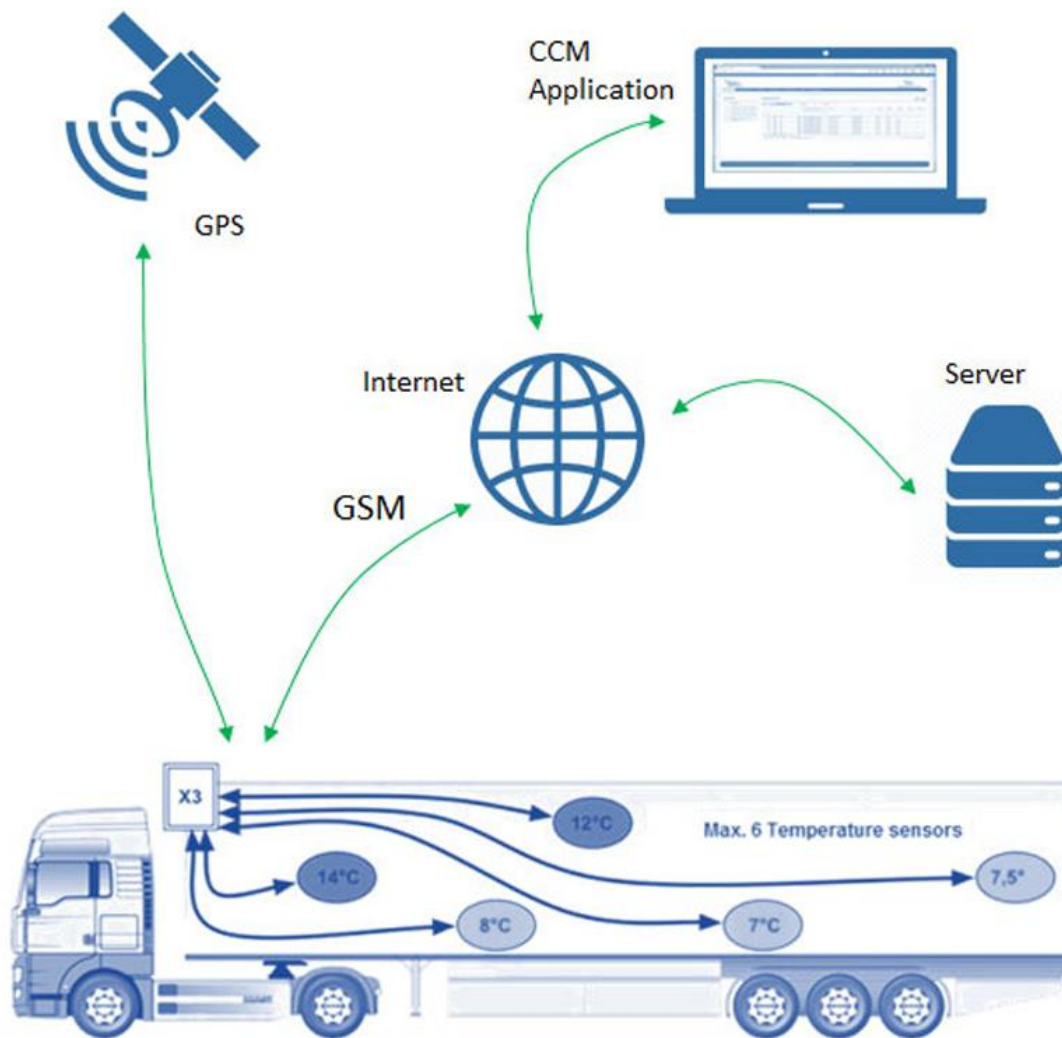 CCM
Application
GPS
Internet
Server
GSM
X3
12°C
Max. 6 Temperature sensors
14°C
7,5°
8°C
7°C